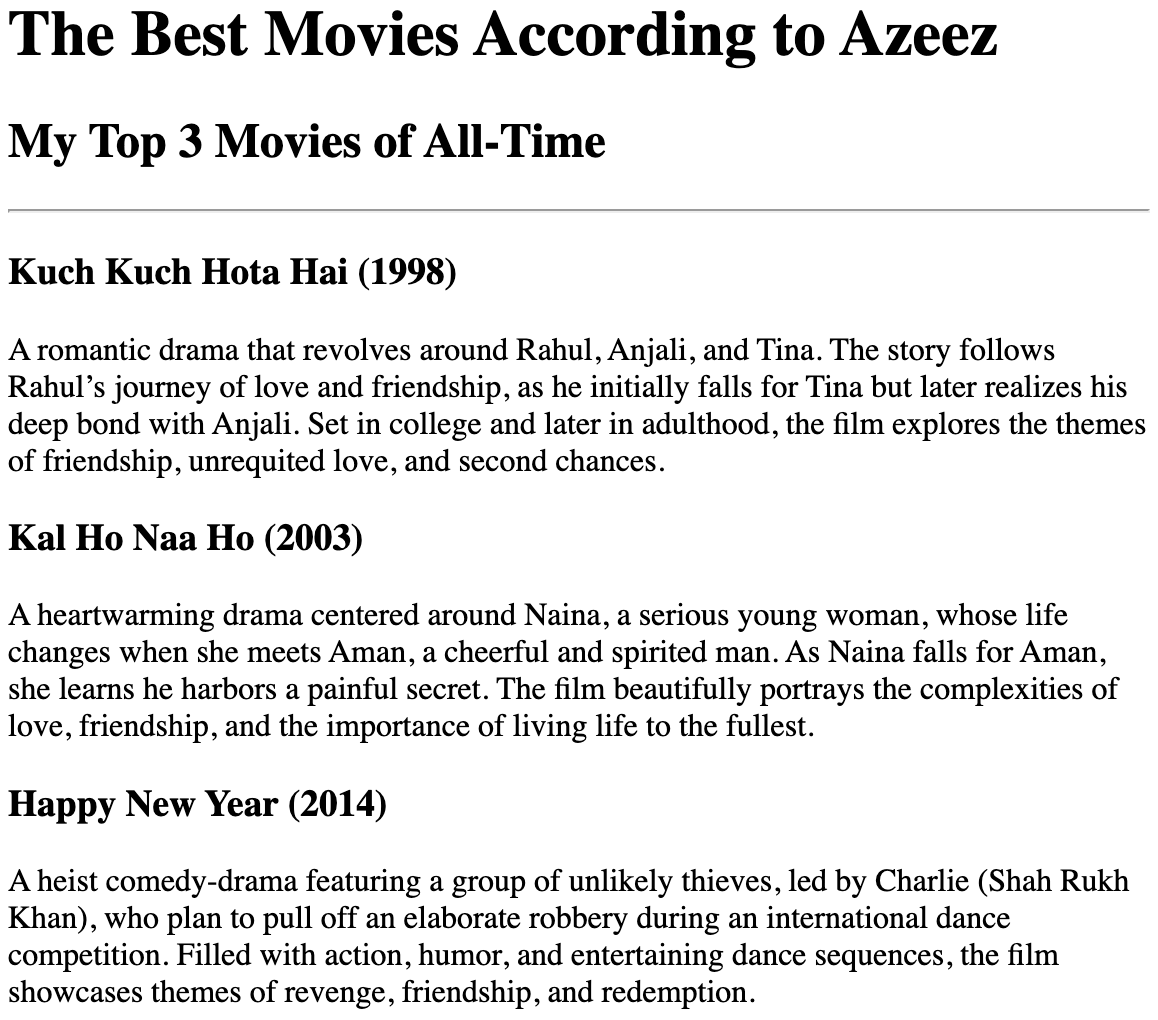 The Best Movies According to Azeez
My Top 3 Movies of All-Time
Kuch Kuch Hota Hai (1998)
A romantic drama that revolves around Rahul, Anjali, and Tina. The story follows
Rahul’s journey of love and friendship, as he initially falls for Tina but later realizes his
deep bond with Anjali. Set in college and later in adulthood, the film explores the themes
of friendship, unrequited love, and second chances.
Kal Ho Naa Ho (2003)
A heartwarming drama centered around Naina, a serious young woman, whose life
changes when she meets Aman, a cheerful and spirited man. As Naina falls for Aman,
she learns he harbors a painful secret. The film beautifully portrays the complexities of
love, friendship, and the importance of living life to the fullest.
Happy New Year (2014)
A heist comedy-drama featuring a group of unlikely thieves, led by Charlie (Shah Rukh
Khan), who plan to pull off an elaborate robbery during an international dance
competition. Filled with action, humor, and entertaining dance sequences, the film
showcases themes of revenge, friendship, and redemption.